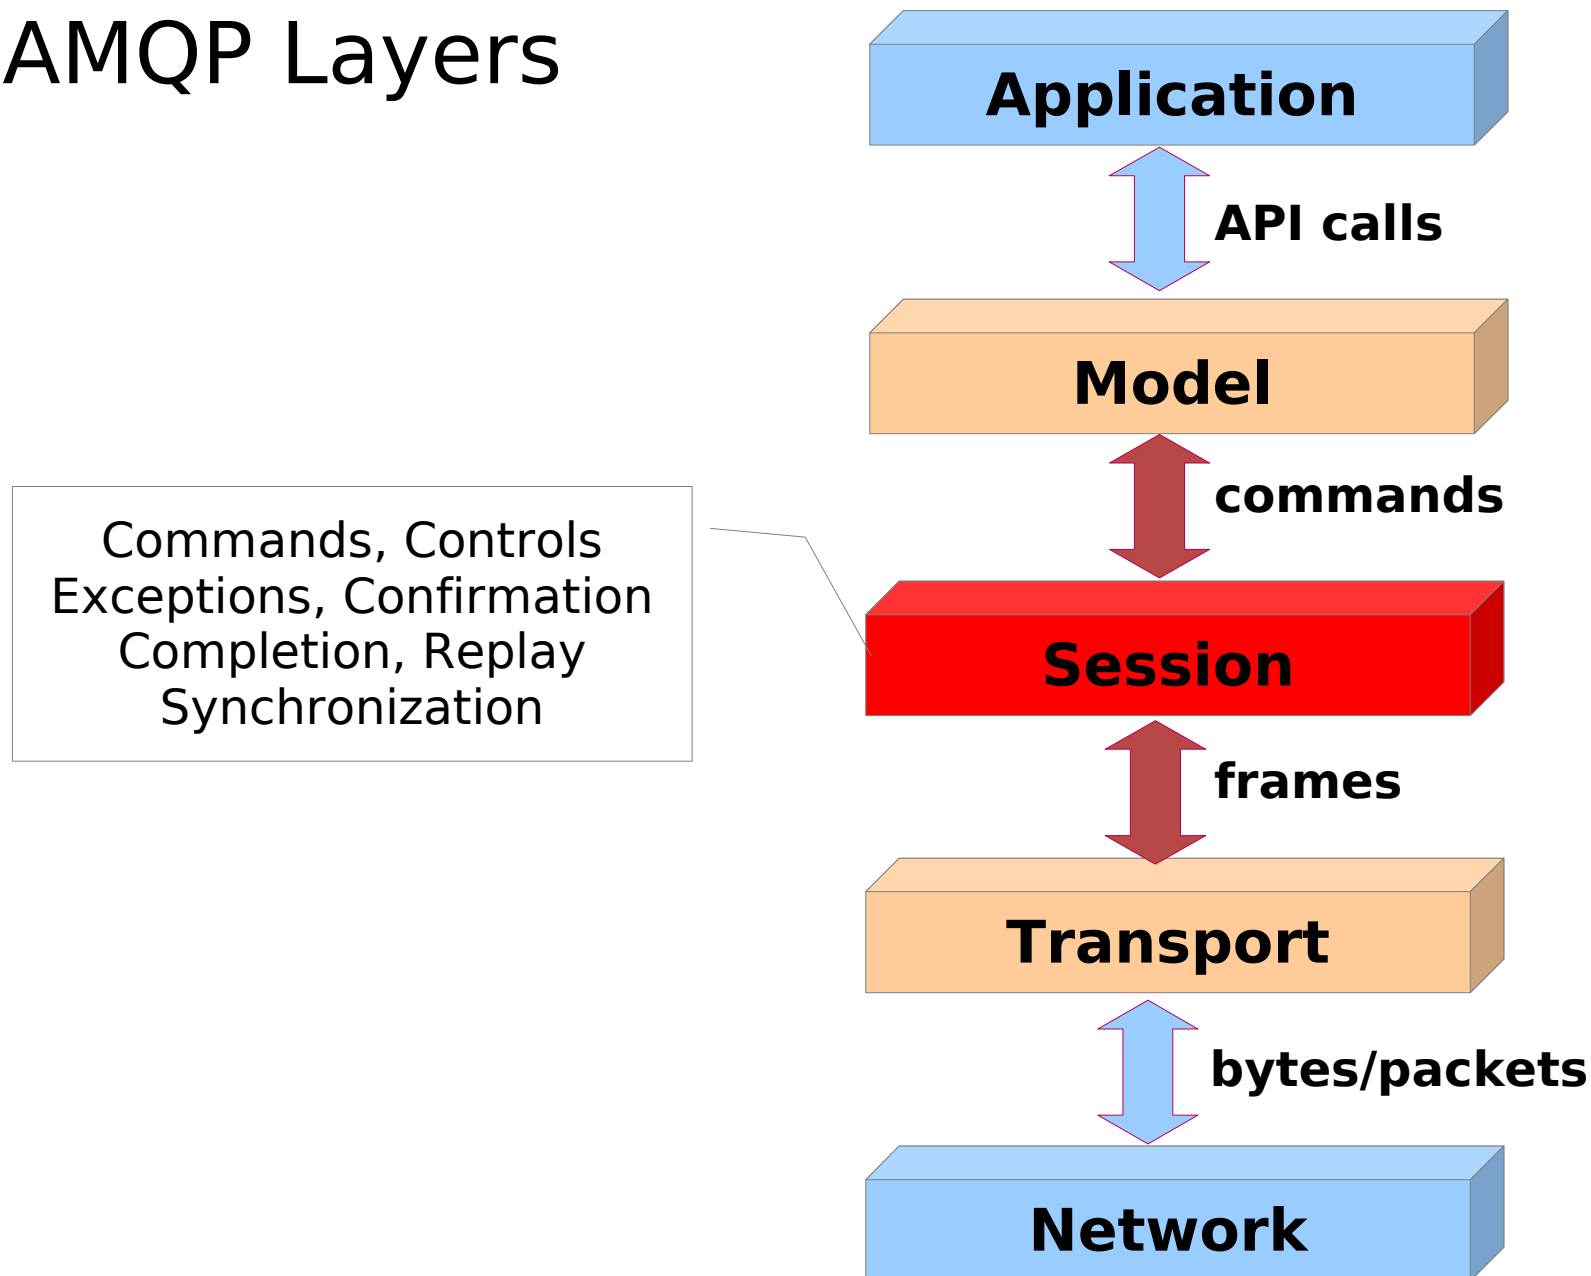 AMQP Layers
Application
API calls
Model
commands
Commands, Controls
Exceptions, Confirmation
Completion, Replay
Synchronization
Session
frames
Transport
bytes/packets
Network